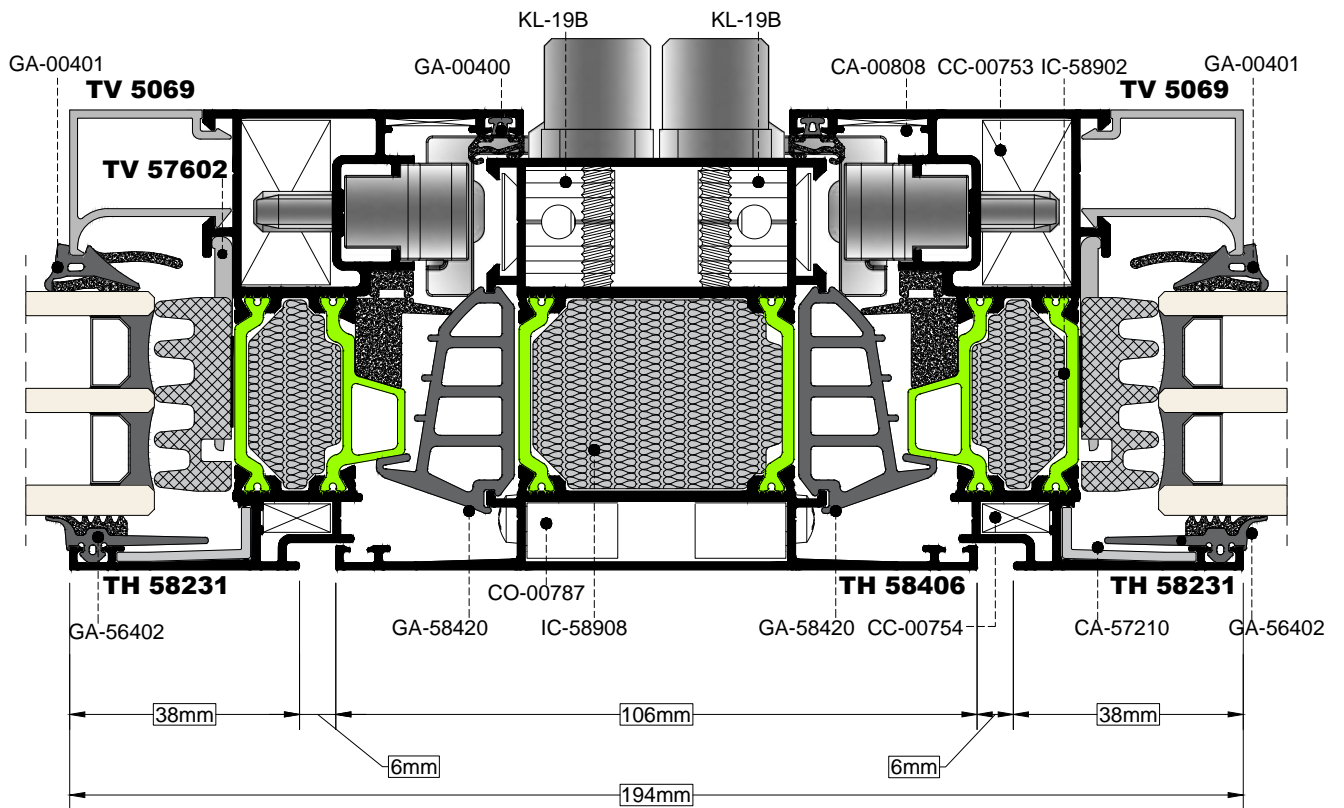 KL-19B
KL-19B
GA-00401
GA-00400
CA-00808
CC-00753
IC-58902
GA-00401
TV 5069
TV 5069
TV 57602
TH 58231
CO-00787
TH 58406
TH 58231
GA-56402
GA-58420
IC-58908
GA-58420
CC-00754
CA-57210
GA-56402
38mm
106mm
38mm
6mm
6mm
194mm